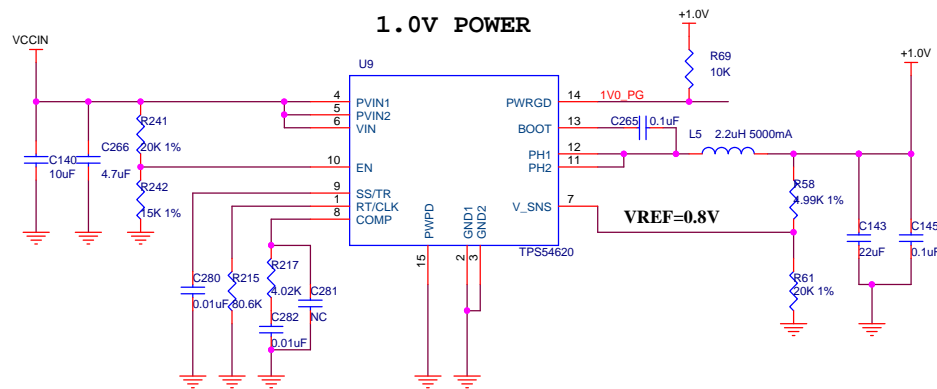 1.0V POWER
VCCIN
U9
+1.0V
+1.0V
R69
10K
4
PVIN1
5
PVIN2
6
VIN
10
EN
9
SS/TR
1
RT/CLK
8
COMP
PWRGD
14
1V0_PG
BOOT
13
C265
0.1uF
PH1
12
PH2
11
L5
2.2uH 5000mA
V_SNS
7
VREF=0.8V
PWPD
GND1
GND2
15
2
3
TPS54620
R241
20K 1%
C140
10uF
C266
4.7uF
R242
15K 1%
R58
4.99K 1%
R61
20K 1%
C143
22uF
C145
0.1uF
C280
0.01uF
R215
80.6K
R217
4.02K
C281
NC
C282
0.01uF